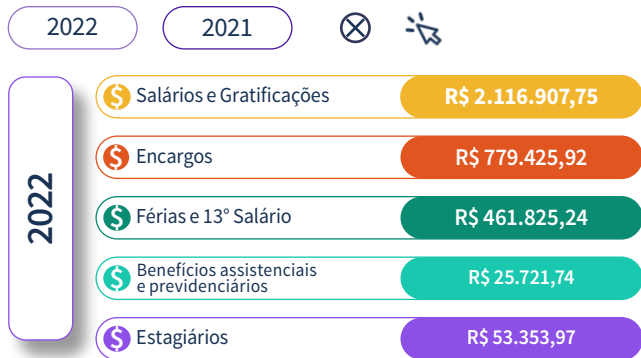 2022 2021
2022
$ Salários e Gratificações R$ 2.116.907,75
$ Encargos R$ 779.425,92
$ Férias e 13° Salário R$ 461.825,24
$ Benefícios assistenciais
e previdenciários R$ 25.721,74
$ Estagiários R$ 53.353,97